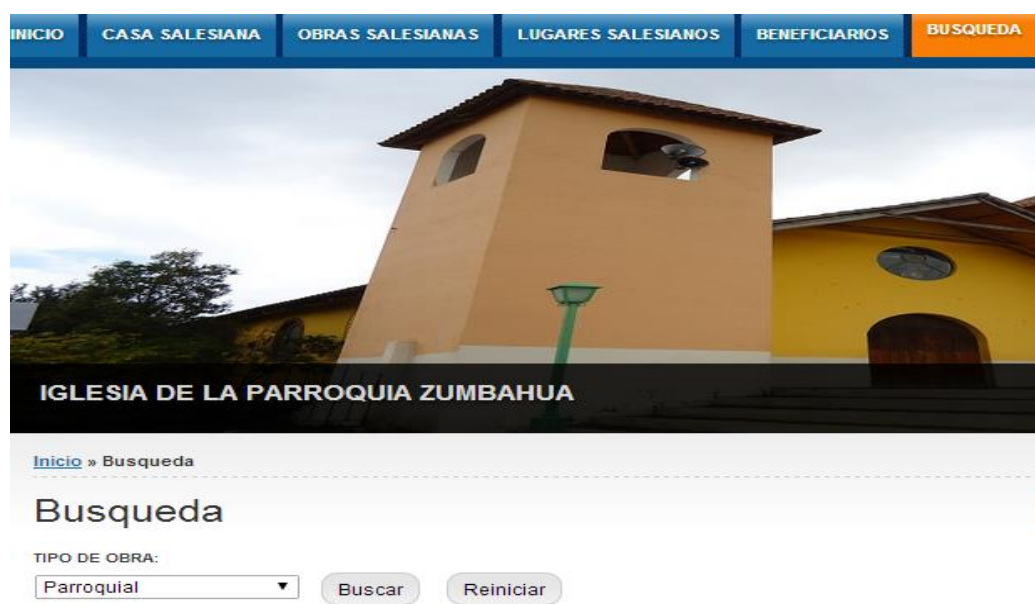 INICIO CASA SALESIANA OBRAS SALESIANAS LUGARES SALESIANOS BENEFICIARIOS BUSQUEDA
IGLESIA DE LA PARROQUIA ZUMBAHUA
Inicio » Busqueda
Busqueda
TIPO DE OBRA:
Parroquial Buscar Reiniciar